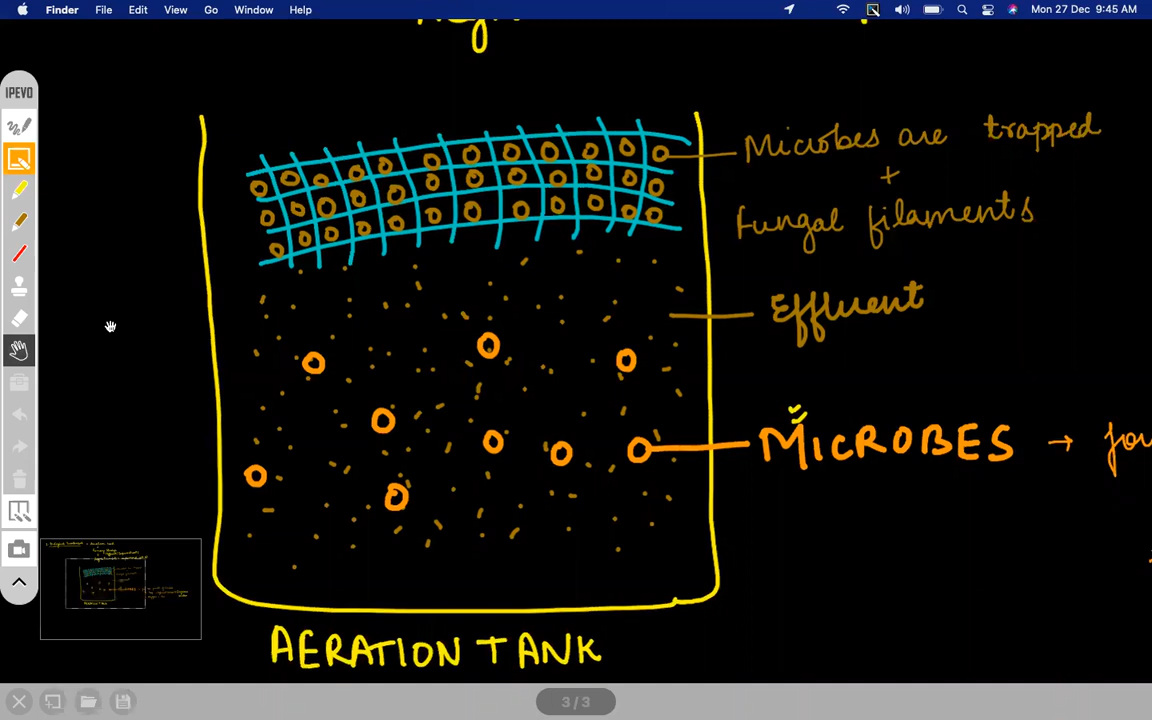 Finder File Edit View Go Window Help Mon 27 Dec 9:45 AM
IPEVO
Microbes are trapped
+
Fungal filaments
Effluent
MICROBES →
AERATION TANK
3/3